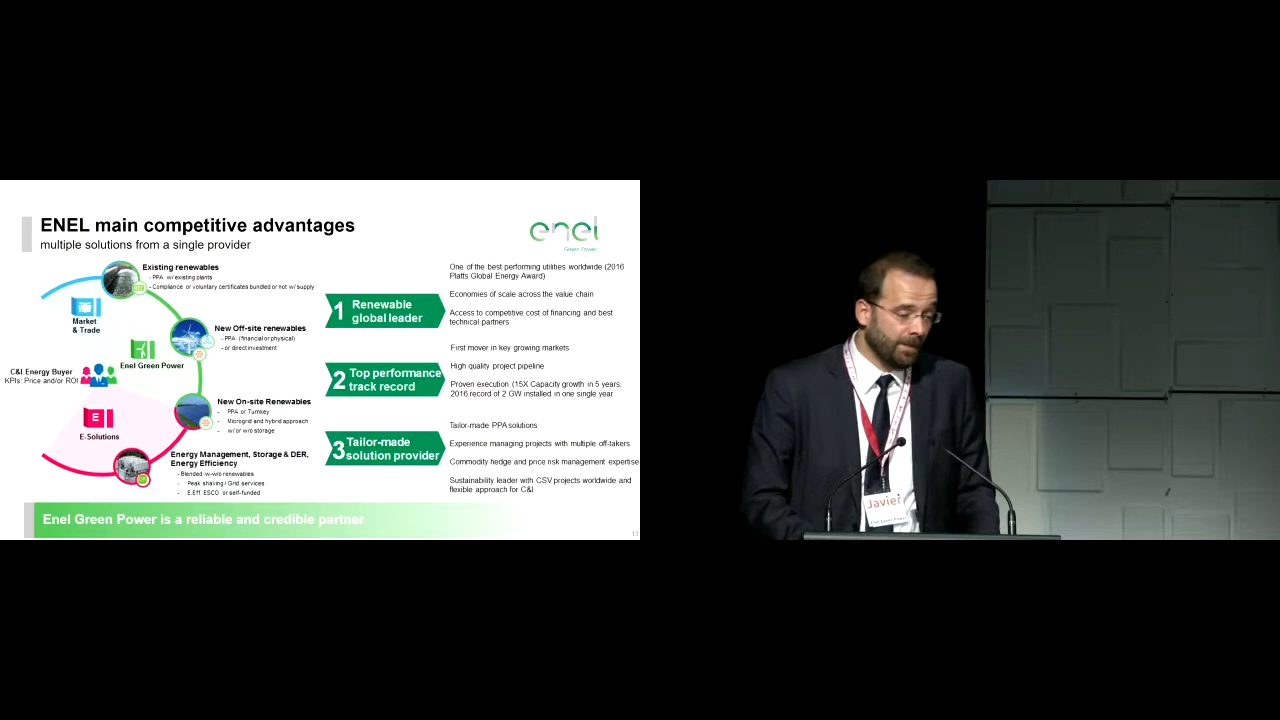 ENEL main competitive advantages
multiple solutions from a single provider
enel
Green Power
Existing renewables
- PPA w/ existing plants
- Compliance or voluntary certificates bundled or not w/ supply
Market
& Trade
New Off-site renewables
- PPA (financial or physical)
- or direct investment
Enel Green Power
C&I Energy Buyer
KPIs: Price and/or ROI
New On-site Renewables
- PPA or Turnkey
- Microgrid and hybrid approach
- w/ or w/o storage
E
E-Solutions
Energy Management, Storage & DER,
Energy Efficiency
- Blended w-w/o renewables
- Peak shaving / Grid services
- E.Eff. ESCO or self-funded
1 Renewable
global leader
One of the best performing utilities worldwide (2016
Platts Global Energy Award)
Economies of scale across the value chain
Access to competitive cost of financing and best
technical partners
2 Top performance
track record
First mover in key growing markets
High quality project pipeline
Proven execution (15X Capacity growth in 5 years,
2016 record of 2 GW installed in one single year
3 Tailor-made
solution provider
Tailor-made PPA solutions
Experience managing projects with multiple off-takers
Commodity hedge and price risk management expertise
Sustainability leader with CSV projects worldwide and
flexible approach for C&I
Enel Green Power is a reliable and credible partner
13
Javier
Enel Green Power